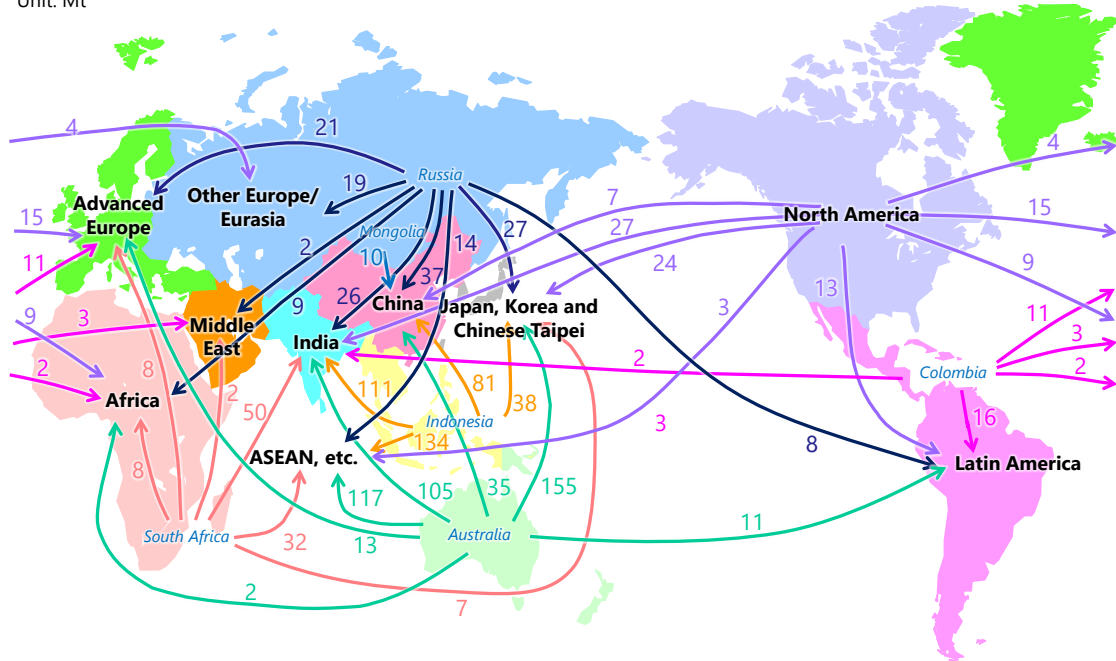 Unit: Mt
4
21
Russia
4
19
Advanced
Europe
Other Europe/
Eurasia
7
North America
15
15
Mongolia
14
27
27
2
10
11
37
24
9
26
13
9
China
Japan, Korea and
Chinese Taipei
3
11
9
3
Middle
East
India
3
2
8
2
Colombia
2
2
Africa
111
81
38
50
16
Indonesia
3
134
8
ASEAN, etc.
Latin America
8
105
35
155
117
11
South Africa
32
13
Australia
2
7